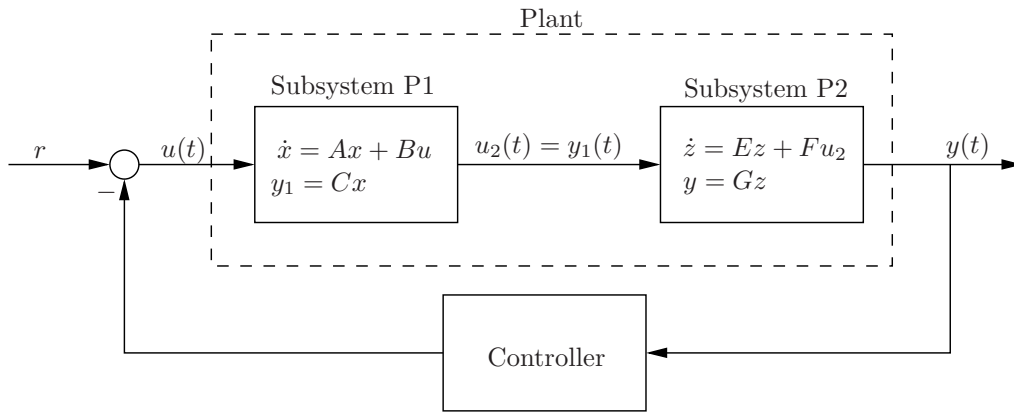 Plant
Subsystem P1
Subsystem P2
r
u(t)
ẋ = Ax + Bu
y₁ = Cx
u₂(t) = y₁(t)
ż = Ez + Fu₂
y = Gz
y(t)
−
Controller